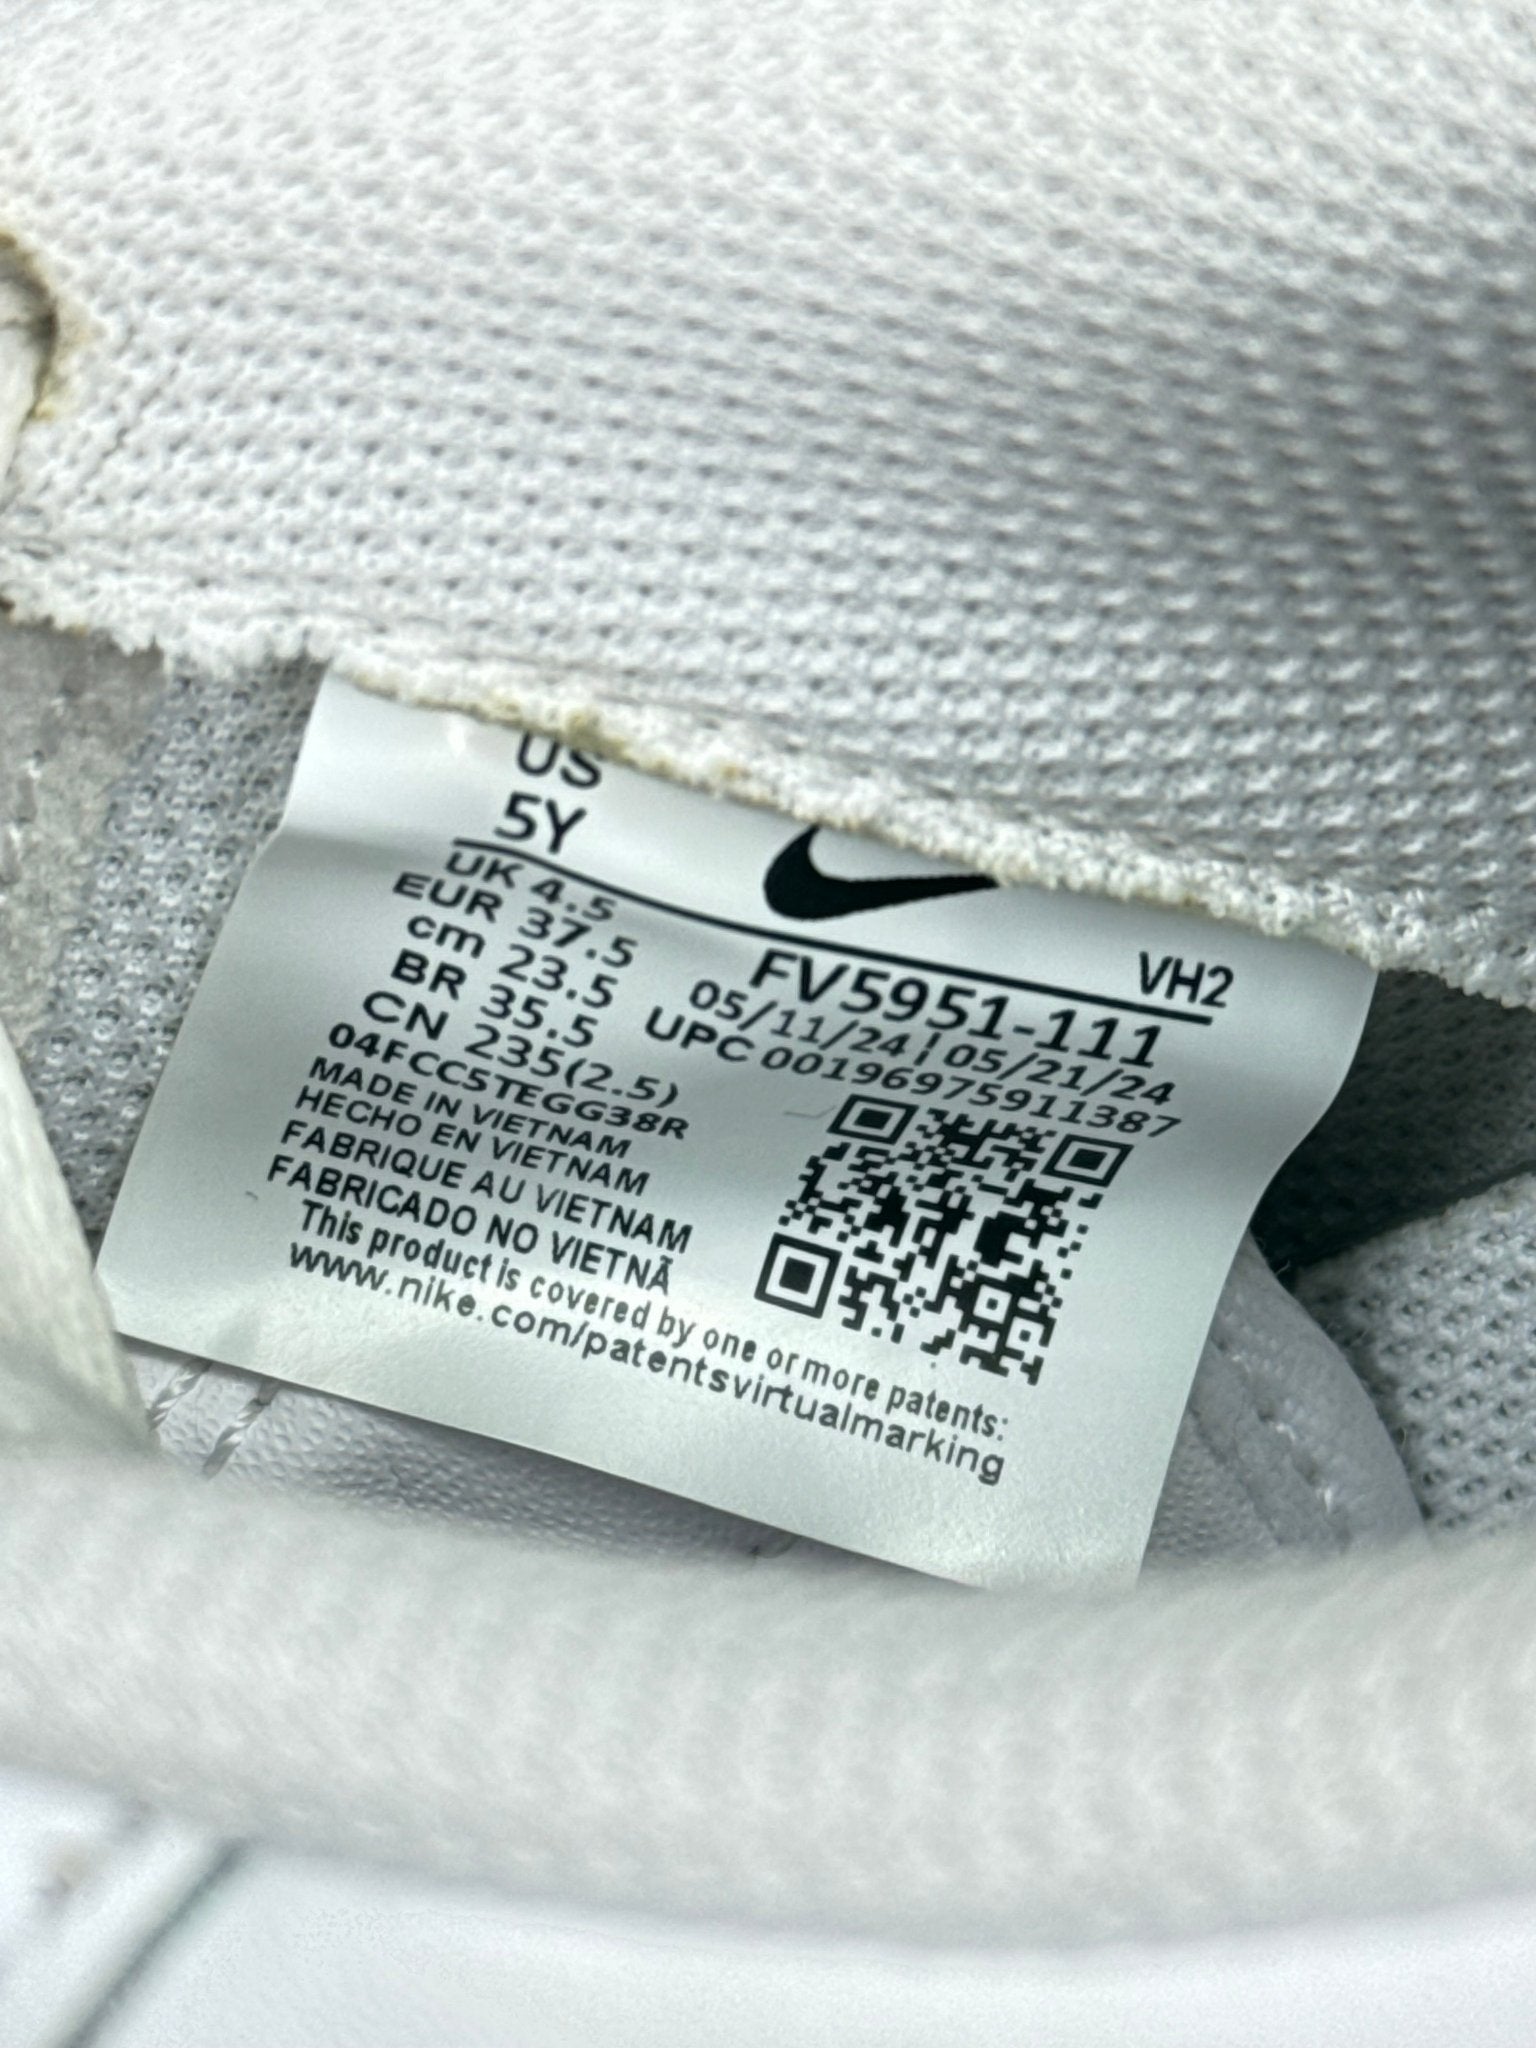 US
5Y
VH2
UK 4.5
EUR 37.5
cm 23.5
BR 35.5
CN 235(2.5)
FV5951-111
05/11/24 | 05/21/24
UPC 00196975911387
04FCC5TEGG38R
MADE IN VIETNAM
HECHO EN VIETNAM
FABRIQUE AU VIETNAM
FABRICADO NO VIETNÃ
This product is covered by one or more patents:
www.nike.com/patentsvirtualmarking